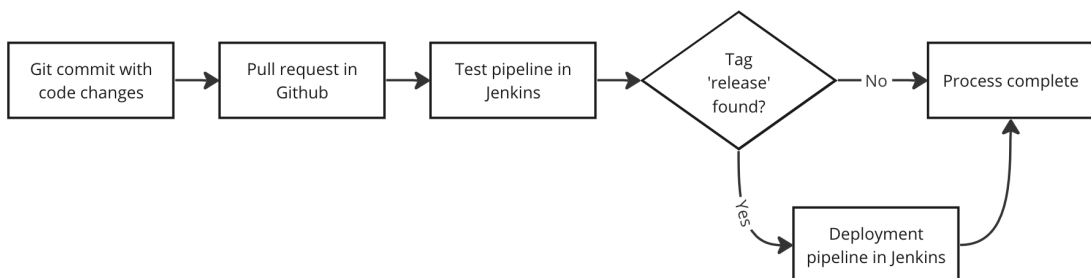 Git commit with
code changes
Pull request in
Github
Test pipeline in
Jenkins
Tag
'release'
found?
No
Process complete
Yes
Deployment
pipeline in Jenkins